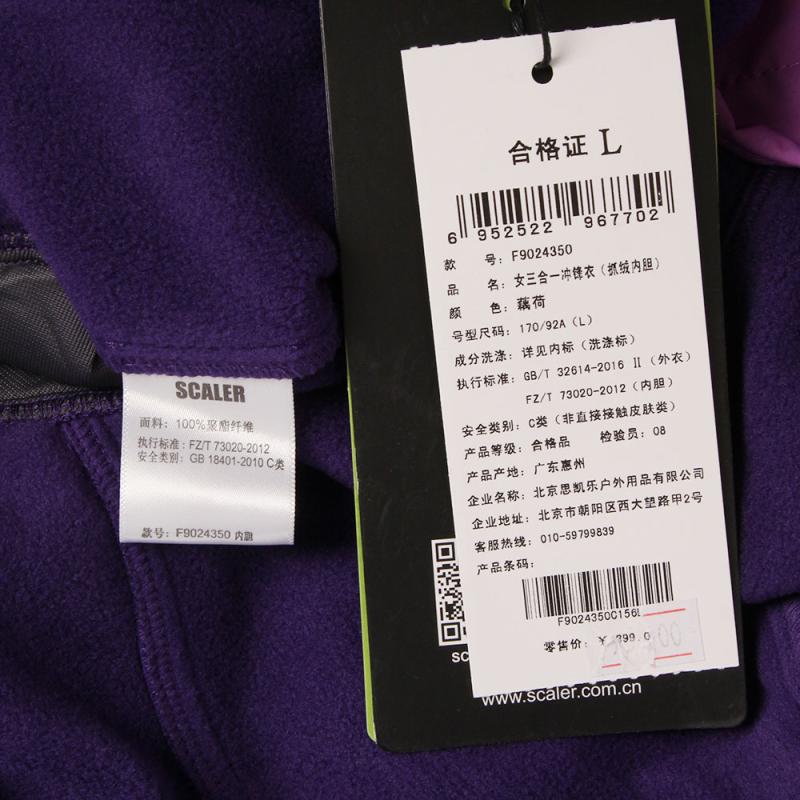 SCALER
面料: 100%聚酯纤维
执行标准: FZ/T 73020-2012
安全类别: GB 18401-2010 C类
款号: F9024350 内胆
合格证 L
6 952522 967702
款 号: F9024350
品 名: 女三合一冲锋衣 (抓绒内胆)
颜 色: 藕荷
号型尺码: 170/92A (L)
成分洗涤: 详见内标 (洗涤标)
执行标准: GB/T 32614-2016 II (外衣)
FZ/T 73020-2012 (内胆)
安全类别: C类 (非直接接触皮肤类)
产品等级: 合格品 检验员: 08
产品产地: 广东惠州
企业名称: 北京思凯乐户外用品有限公司
企业地址: 北京市朝阳区西大望路甲2号
客服热线: 010-59799839
产品条码:
F9024350C156L
零售价: ¥
SC
www.scaler.com.cn